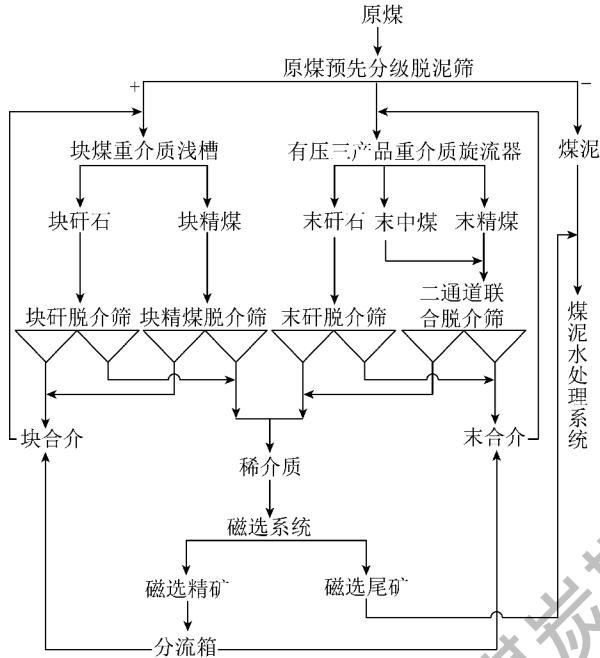 原煤
原煤预先分级脱泥筛
+
−
块煤重介质浅槽
有压三产品重介质旋流器
煤泥
块矸石
块精煤
末矸石
末中煤
末精煤
二通道联
合脱介筛
块矸脱介筛
块精煤脱介筛
末矸脱介筛
煤泥水处理系统
块合介
末合介
稀介质
磁选系统
磁选精矿
磁选尾矿
分流箱
煤炭